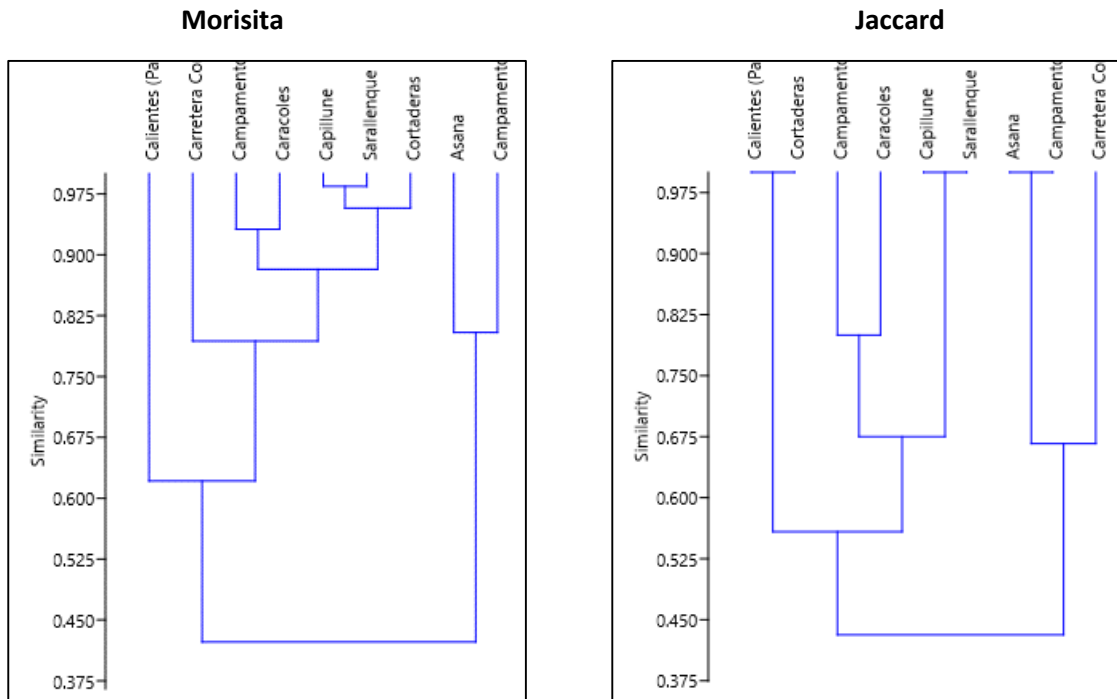 Morisita
Calientes (Pa
Carretera Co
Campamento
Caracoles
Capillune
Sarallenque
Cortaderas
Asana
Campamento
0.975
0.900
0.825
0.750
0.675
0.600
0.525
0.450
0.375
Similarity
Jaccard
Calientes (Pa
Cortaderas
Campamento
Caracoles
Capillune
Sarallenque
Asana
Campamento
Carretera Co
0.975
0.900
0.825
0.750
0.675
0.600
0.525
0.450
0.375
Similarity